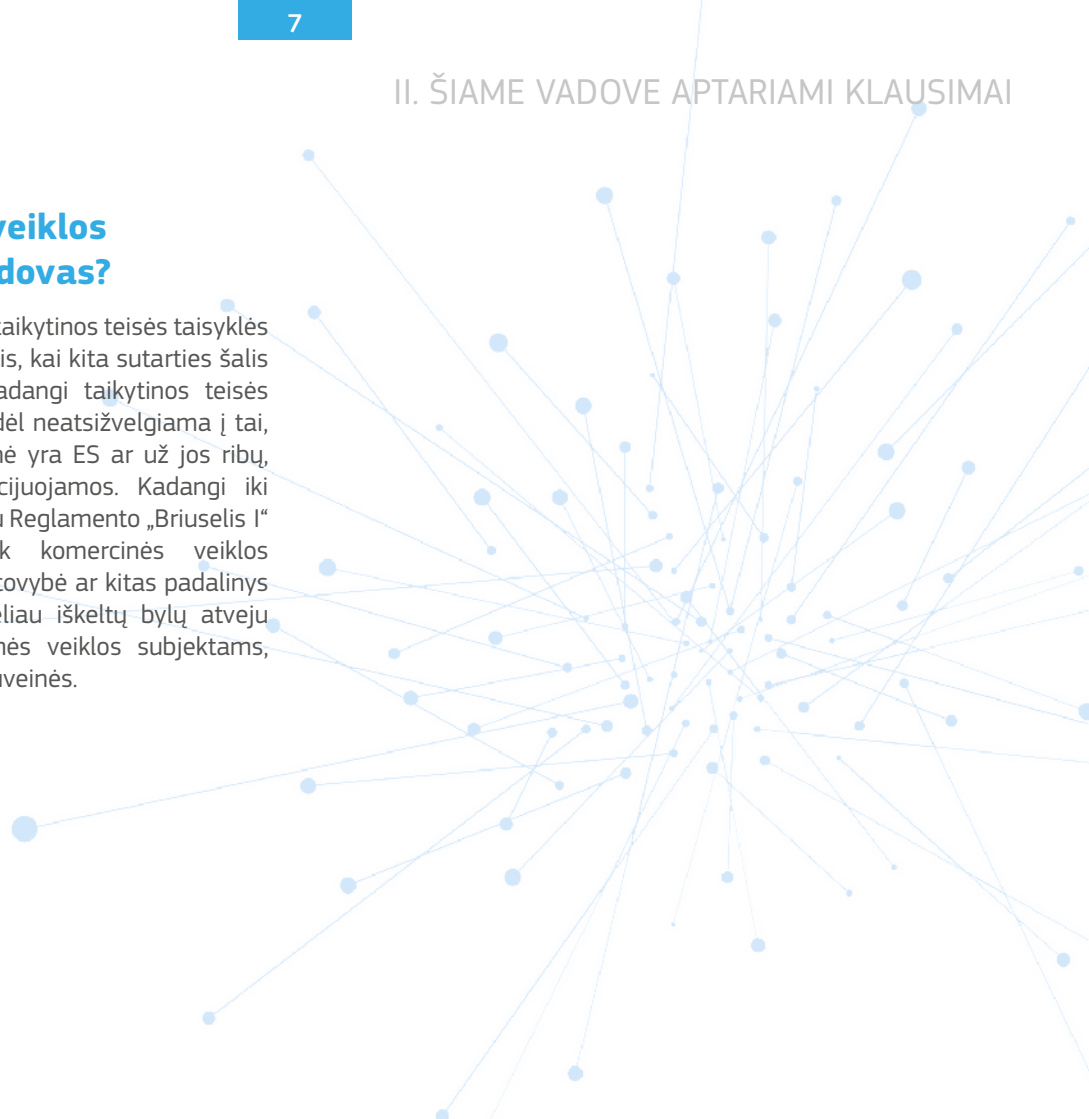 7
II. ŠIAME VADOVE APTARIAMI KLAUSIMAI
veiklos
dovas?
taikytinos teisės taisyklės
is, kai kita sutarties šalis
adangi taikytinos teisės
dėl neatsižvelgiama į tai,
nė yra ES ar už jos ribų,
cijuojamos. Kadangi iki
u Reglamento „Briuselis I“
k komercinės veiklos
tovybė ar kitas padalinys
ėliau iškeltų bylų atveju
nės veiklos subjektams,
uveinės.